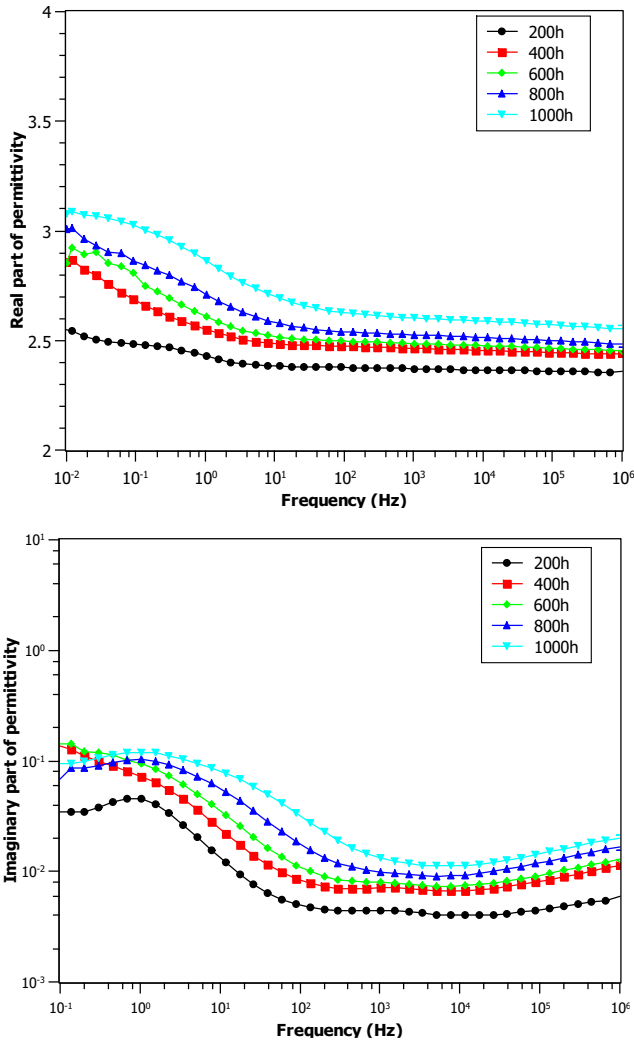 4
3.5
3
2.5
2
Real part of permittivity
200h
400h
600h
800h
1000h
10⁻² 10⁻¹ 10⁰ 10¹ 10² 10³ 10⁴ 10⁵ 10⁶
Frequency (Hz)
10¹
10⁰
10⁻¹
10⁻²
10⁻³
Imaginary part of permittivity
200h
400h
600h
800h
1000h
10⁻¹ 10⁰ 10¹ 10² 10³ 10⁴ 10⁵ 10⁶
Frequency (Hz)